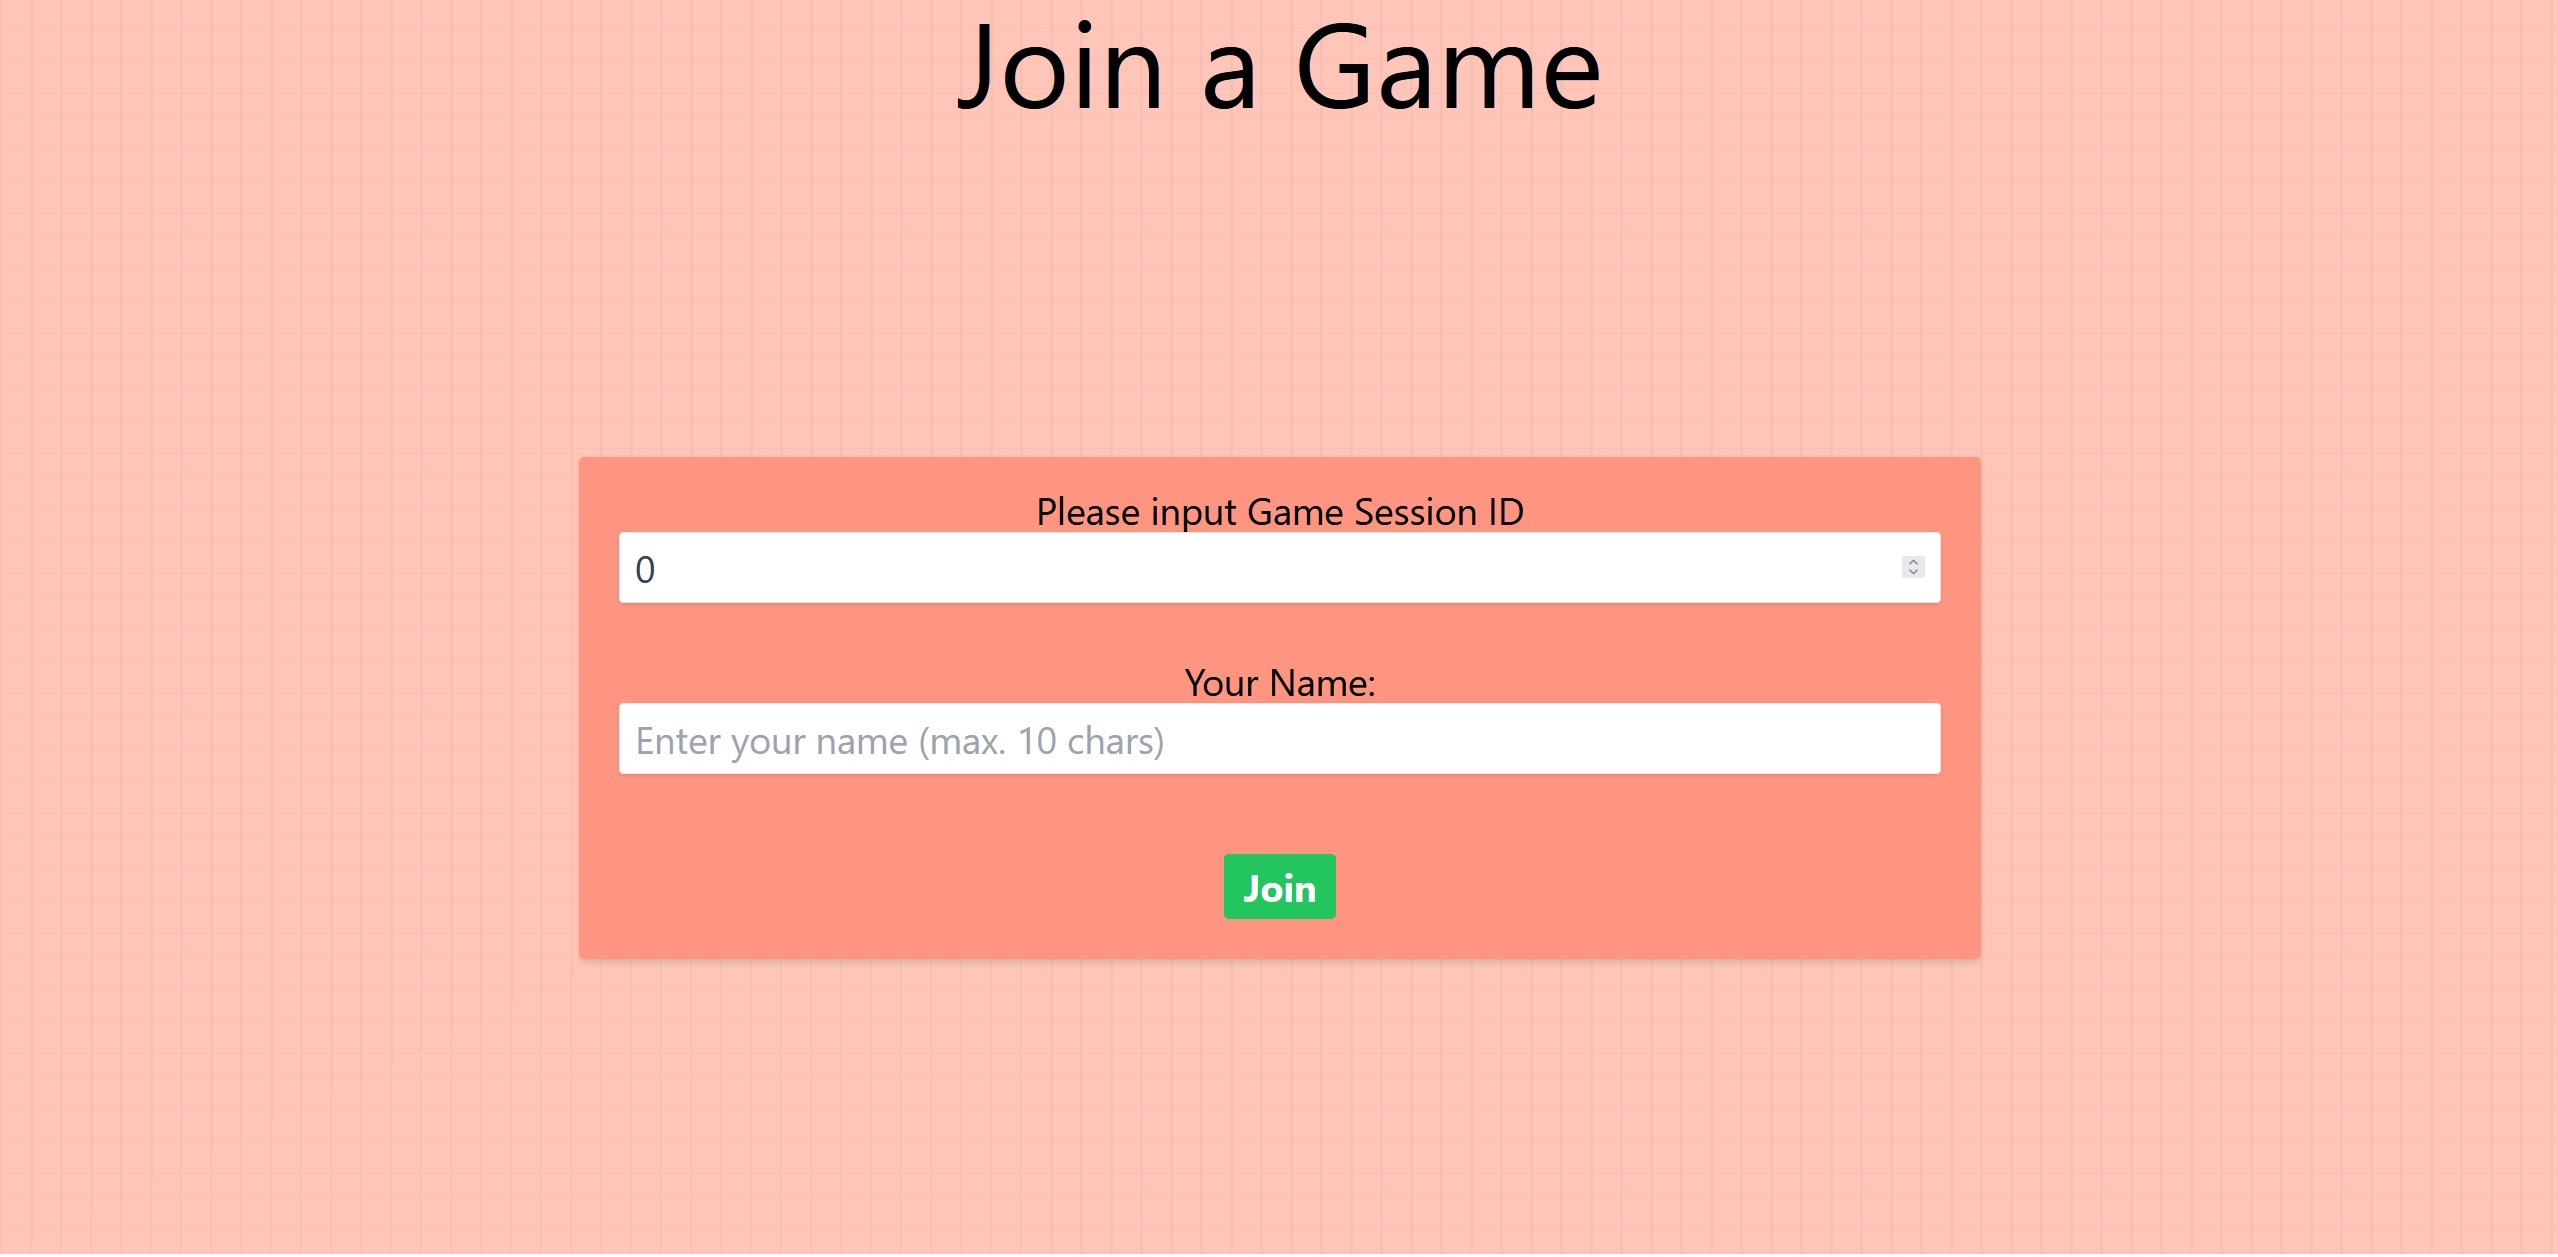 Join a Game
Please input Game Session ID
0
Your Name:
Enter your name (max. 10 chars)
Join